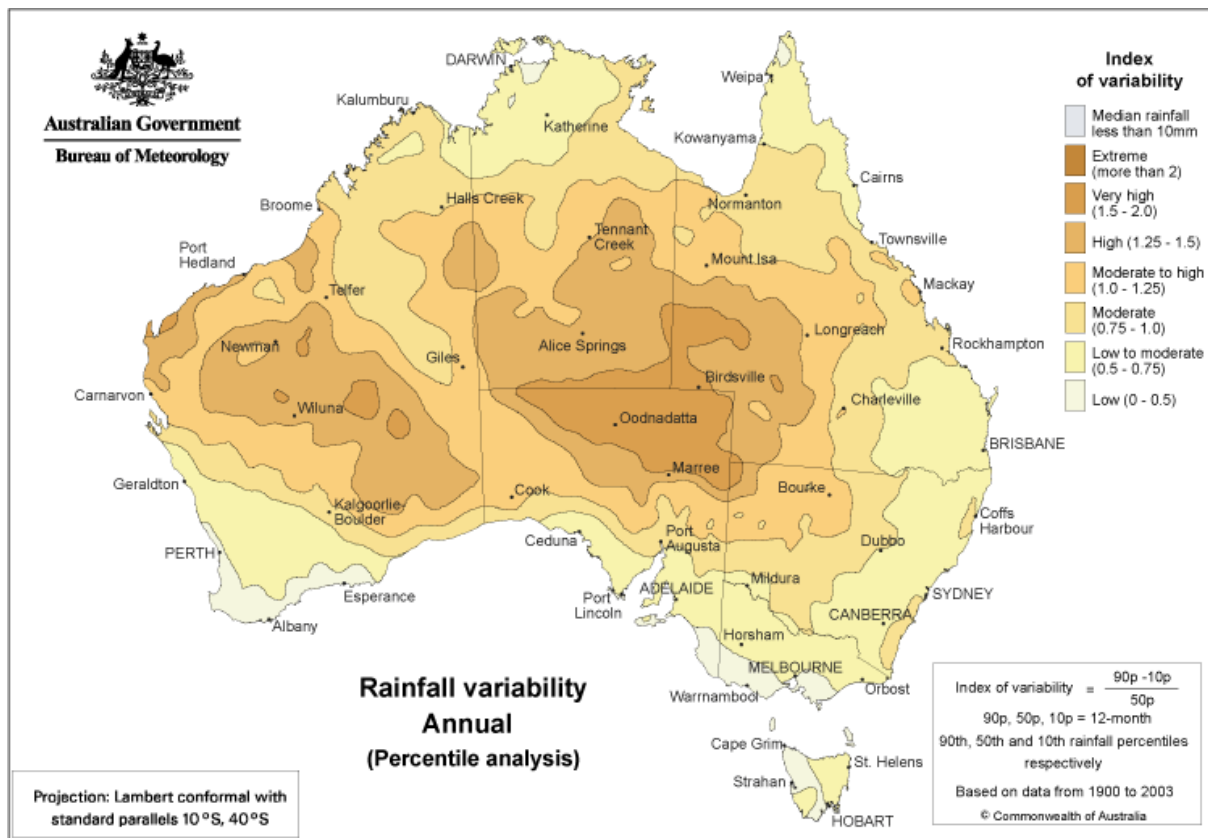 Australian Government
Bureau of Meteorology
DARWIN
Weipa
Kalumburu
Katherine
Kowanyama
Cairns
Halls Creek
Normanton
Broome
Tennant
Creek
Townsville
Port
Hedland
Mount Isa
Mackay
Telfer
Longreach
Newman
Alice Springs
Rockhampton
Giles
Birdsville
Carnarvon
Charleville
Wiluna
Oodnadatta
BRISBANE
Marree
Geraldton
Cook
Bourke
Kalgoorlie-
Boulder
Coffs
Harbour
Ceduna
Port
Augusta
Dubbo
PERTH
Mildura
Esperance
Port
Lincoln
ADELAIDE
SYDNEY
CANBERRA
Albany
Horsham
MELBOURNE
Warrnambool
Orbost
Cape Grim
St. Helens
Strahan
HOBART
Index
of variability
Median rainfall
less than 10mm
Extreme
(more than 2)
Very high
(1.5 - 2.0)
High (1.25 - 1.5)
Moderate to high
(1.0 - 1.25)
Moderate
(0.75 - 1.0)
Low to moderate
(0.5 - 0.75)
Low (0 - 0.5)
Rainfall variability
Annual
(Percentile analysis)
Projection: Lambert conformal with
standard parallels 10°S, 40°S
Index of variability = 90p -10p
50p
90p, 50p, 10p = 12-month
90th, 50th and 10th rainfall percentiles
respectively
Based on data from 1900 to 2003
© Commonwealth of Australia